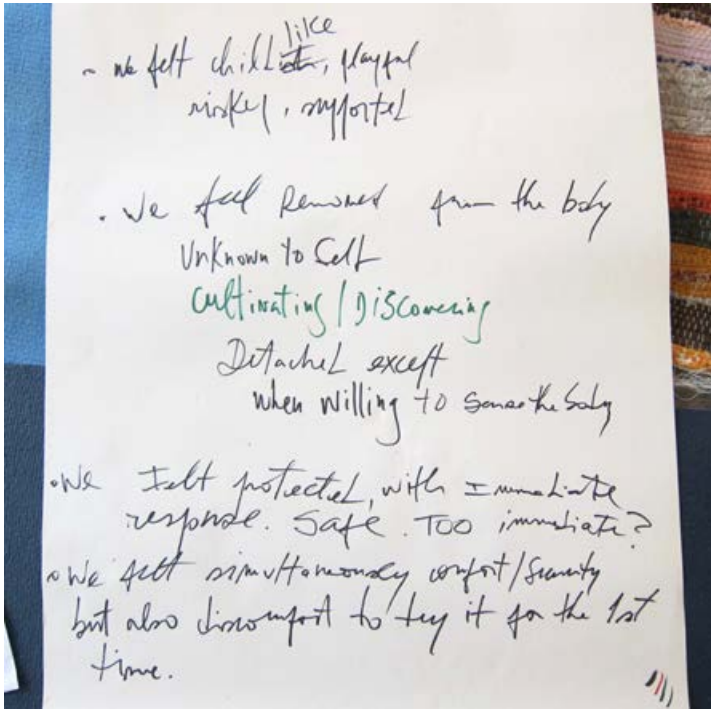 like
~ we felt child, playful
risky, supported
. We feel Removed from the body
Unknown to Self
Cultivating / Discovering
Detached except
when willing to sense the body
. We felt protected, with Immediate
response. Safe. Too immediate?
. We felt simultaneously comfort/Security
but also discomfort to try it for the 1st
time.